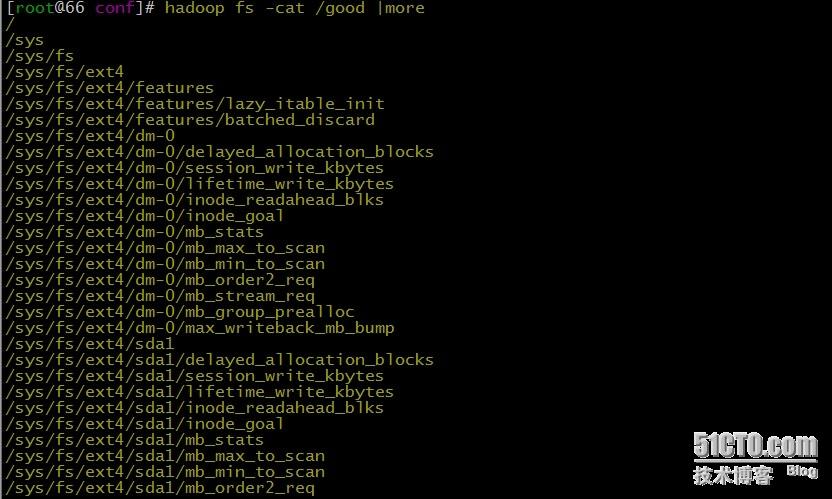 [root@66 conf]# hadoop fs -cat /good |more
/
/sys
/sys/fs
/sys/fs/ext4
/sys/fs/ext4/features
/sys/fs/ext4/features/lazy_itable_init
/sys/fs/ext4/features/batched_discard
/sys/fs/ext4/dm-0
/sys/fs/ext4/dm-0/delayed_allocation_blocks
/sys/fs/ext4/dm-0/session_write_kbytes
/sys/fs/ext4/dm-0/lifetime_write_kbytes
/sys/fs/ext4/dm-0/inode_readahead_blks
/sys/fs/ext4/dm-0/inode_goal
/sys/fs/ext4/dm-0/mb_stats
/sys/fs/ext4/dm-0/mb_max_to_scan
/sys/fs/ext4/dm-0/mb_min_to_scan
/sys/fs/ext4/dm-0/mb_order2_req
/sys/fs/ext4/dm-0/mb_stream_req
/sys/fs/ext4/dm-0/mb_group_prealloc
/sys/fs/ext4/dm-0/max_writeback_mb_bump
/sys/fs/ext4/sda1
/sys/fs/ext4/sda1/delayed_allocation_blocks
/sys/fs/ext4/sda1/session_write_kbytes
/sys/fs/ext4/sda1/lifetime_write_kbytes
/sys/fs/ext4/sda1/inode_readahead_blks
/sys/fs/ext4/sda1/inode_goal
/sys/fs/ext4/sda1/mb_stats
/sys/fs/ext4/sda1/mb_max_to_scan
/sys/fs/ext4/sda1/mb_min_to_scan
/sys/fs/ext4/sda1/mb_order2_req
51CTO.com
技术博客 Blog